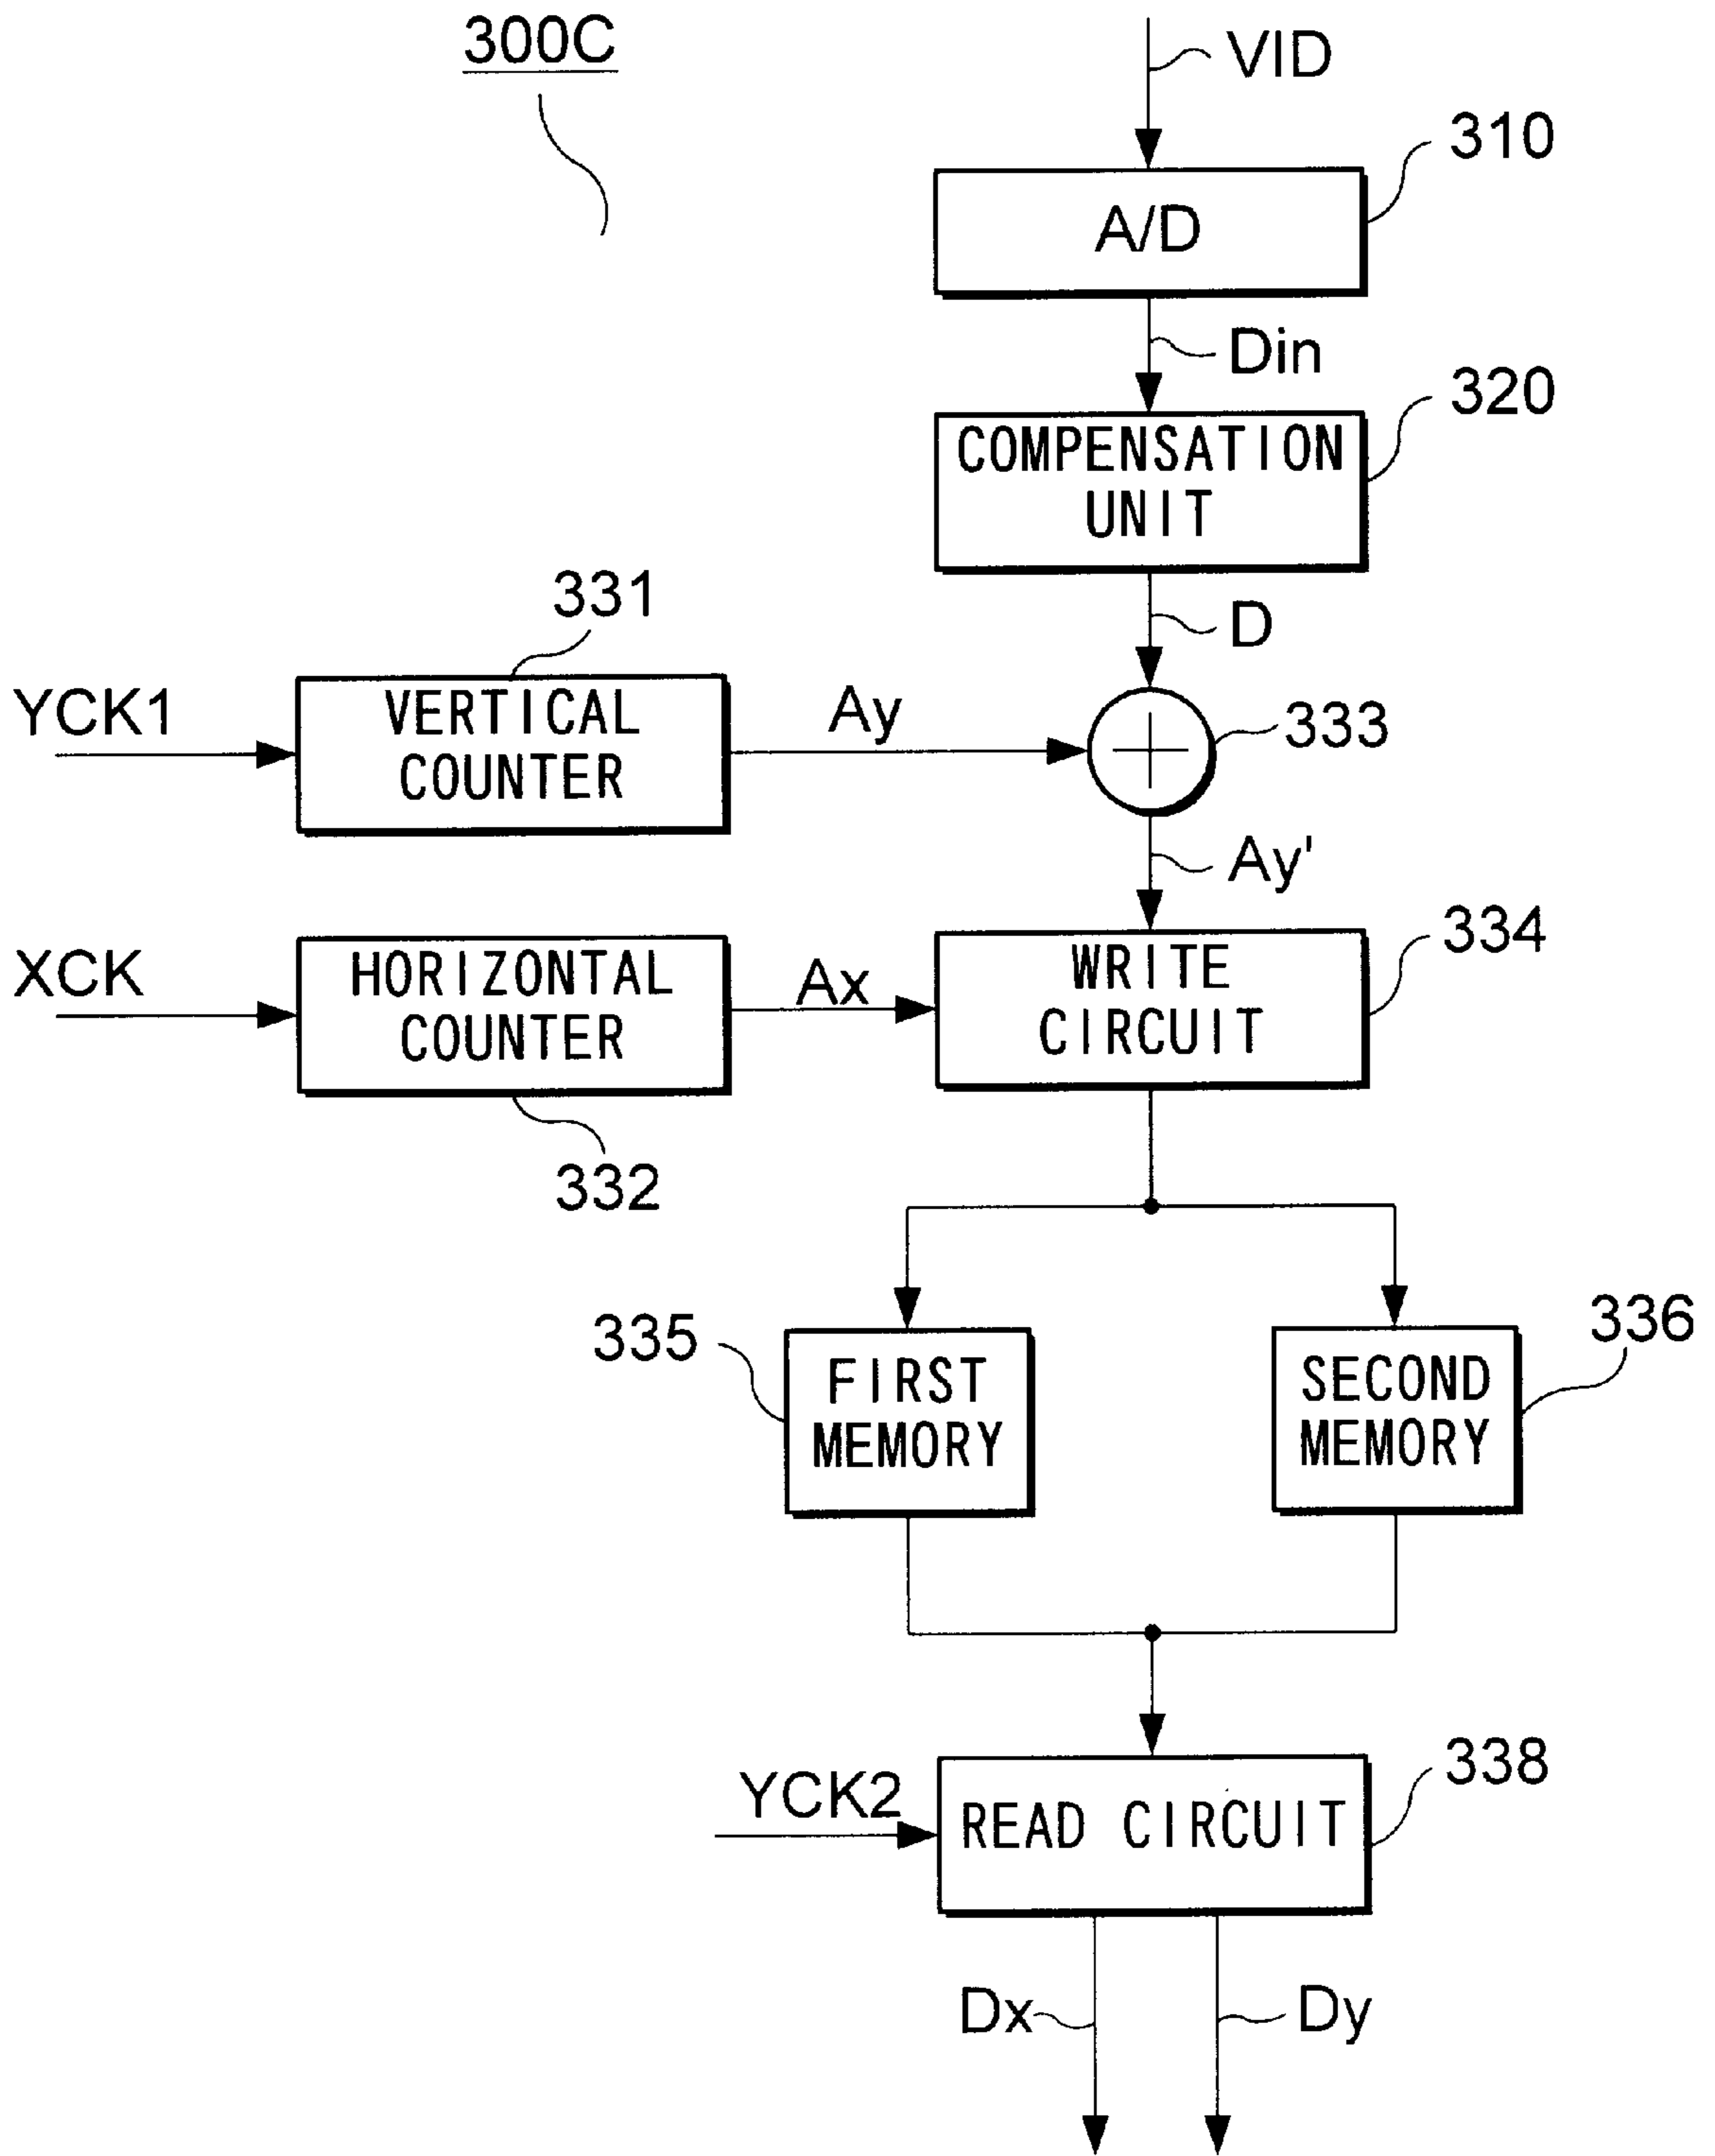 300C
VID
310
A/D
Din
320
COMPENSATION
UNIT
331
D
YCK1
VERTICAL
COUNTER
Ay
333
Ay'
334
XCK
HORIZONTAL
COUNTER
Ax
WRITE
CIRCUIT
332
335
336
FIRST
MEMORY
SECOND
MEMORY
338
YCK2
READ CIRCUIT
Dx
Dy